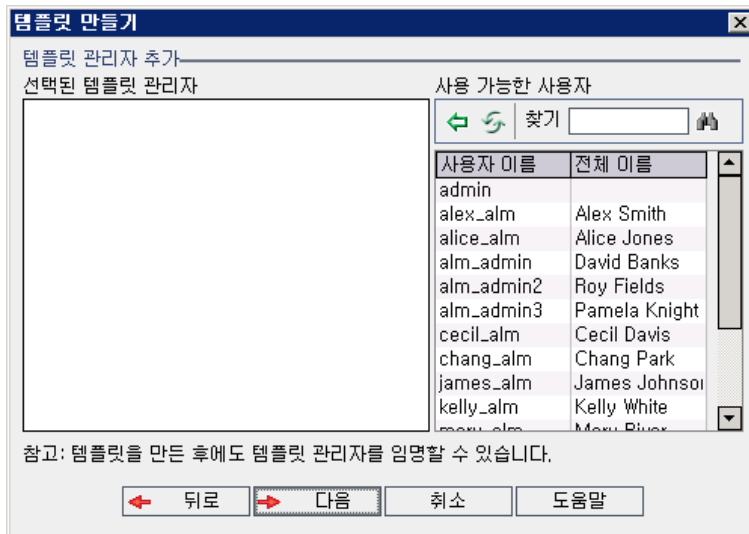 템플릿 만들기
템플릿 관리자 추가
선택된 템플릿 관리자
사용 가능한 사용자
찾기
사용자 이름 전체 이름
admin
alex_alm Alex Smith
alice_alm Alice Jones
alm_admin David Banks
alm_admin2 Roy Fields
alm_admin3 Pamela Knight
cecil_alm Cecil Davis
chang_alm Chang Park
james_alm James Johnson
kelly_alm Kelly White
참고: 템플릿을 만든 후에도 템플릿 관리자를 임명할 수 있습니다.
뒤로 다음 취소 도움말